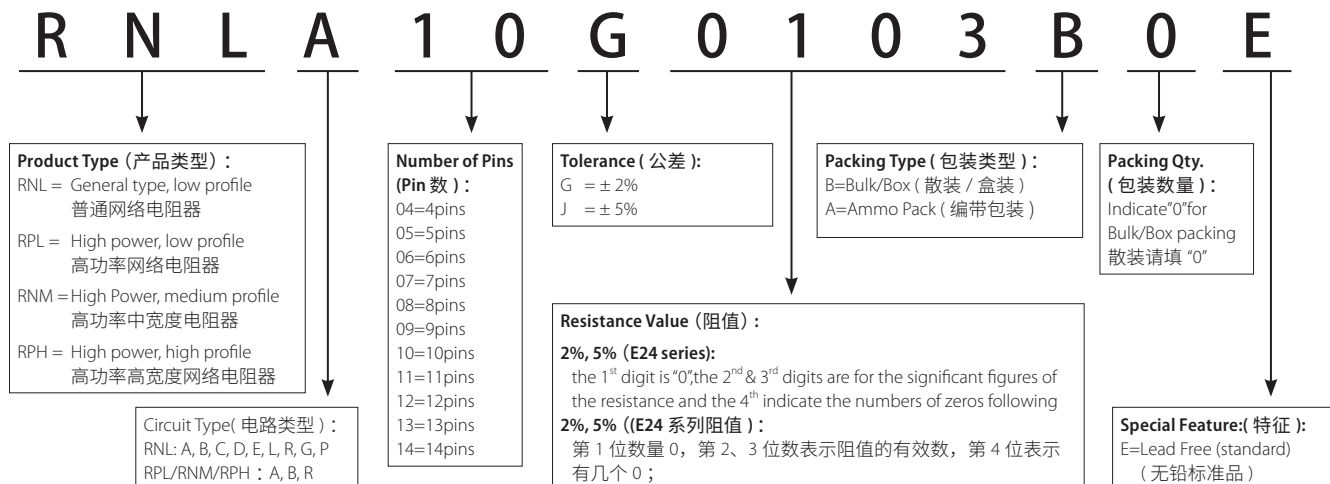 RNLA10G0103B0E
Product Type (产品类型)：
RNL = General type, low profile
普通网络电阻器
RPL = High power, low profile
高功率网络电阻器
RNM = High Power, medium profile
高功率中宽度电阻器
RPH = High power, high profile
高功率高宽度网络电阻器
Circuit Type( 电路类型 )：
RNL: A, B, C, D, E, L, R, G, P
RPL/RNM/RPH：A, B, R
Number of Pins
(Pin 数 )：
04=4pins
05=5pins
06=6pins
07=7pins
08=8pins
09=9pins
10=10pins
11=11pins
12=12pins
13=13pins
14=14pins
Tolerance ( 公差 ):
G = ± 2%
J = ± 5%
Resistance Value (阻值)：
2%, 5% (E24 series):
the 1st digit is "0",the 2nd & 3rd digits are for the significant figures of
the resistance and the 4th indicate the numbers of zeros following
2%, 5% ((E24 系列阻值 )：
第 1 位数量 0，第 2、3 位数表示阻值的有效数，第 4 位表示
有几个 0；
Packing Type ( 包装类型 )：
B=Bulk/Box ( 散装 / 盒装 )
A=Ammo Pack ( 编带包装 )
Packing Qty.
( 包装数量 )：
Indicate"0"for
Bulk/Box packing
散装请填 "0"
Special Feature:( 特征 ):
E=Lead Free (standard)
( 无铅标准品 )